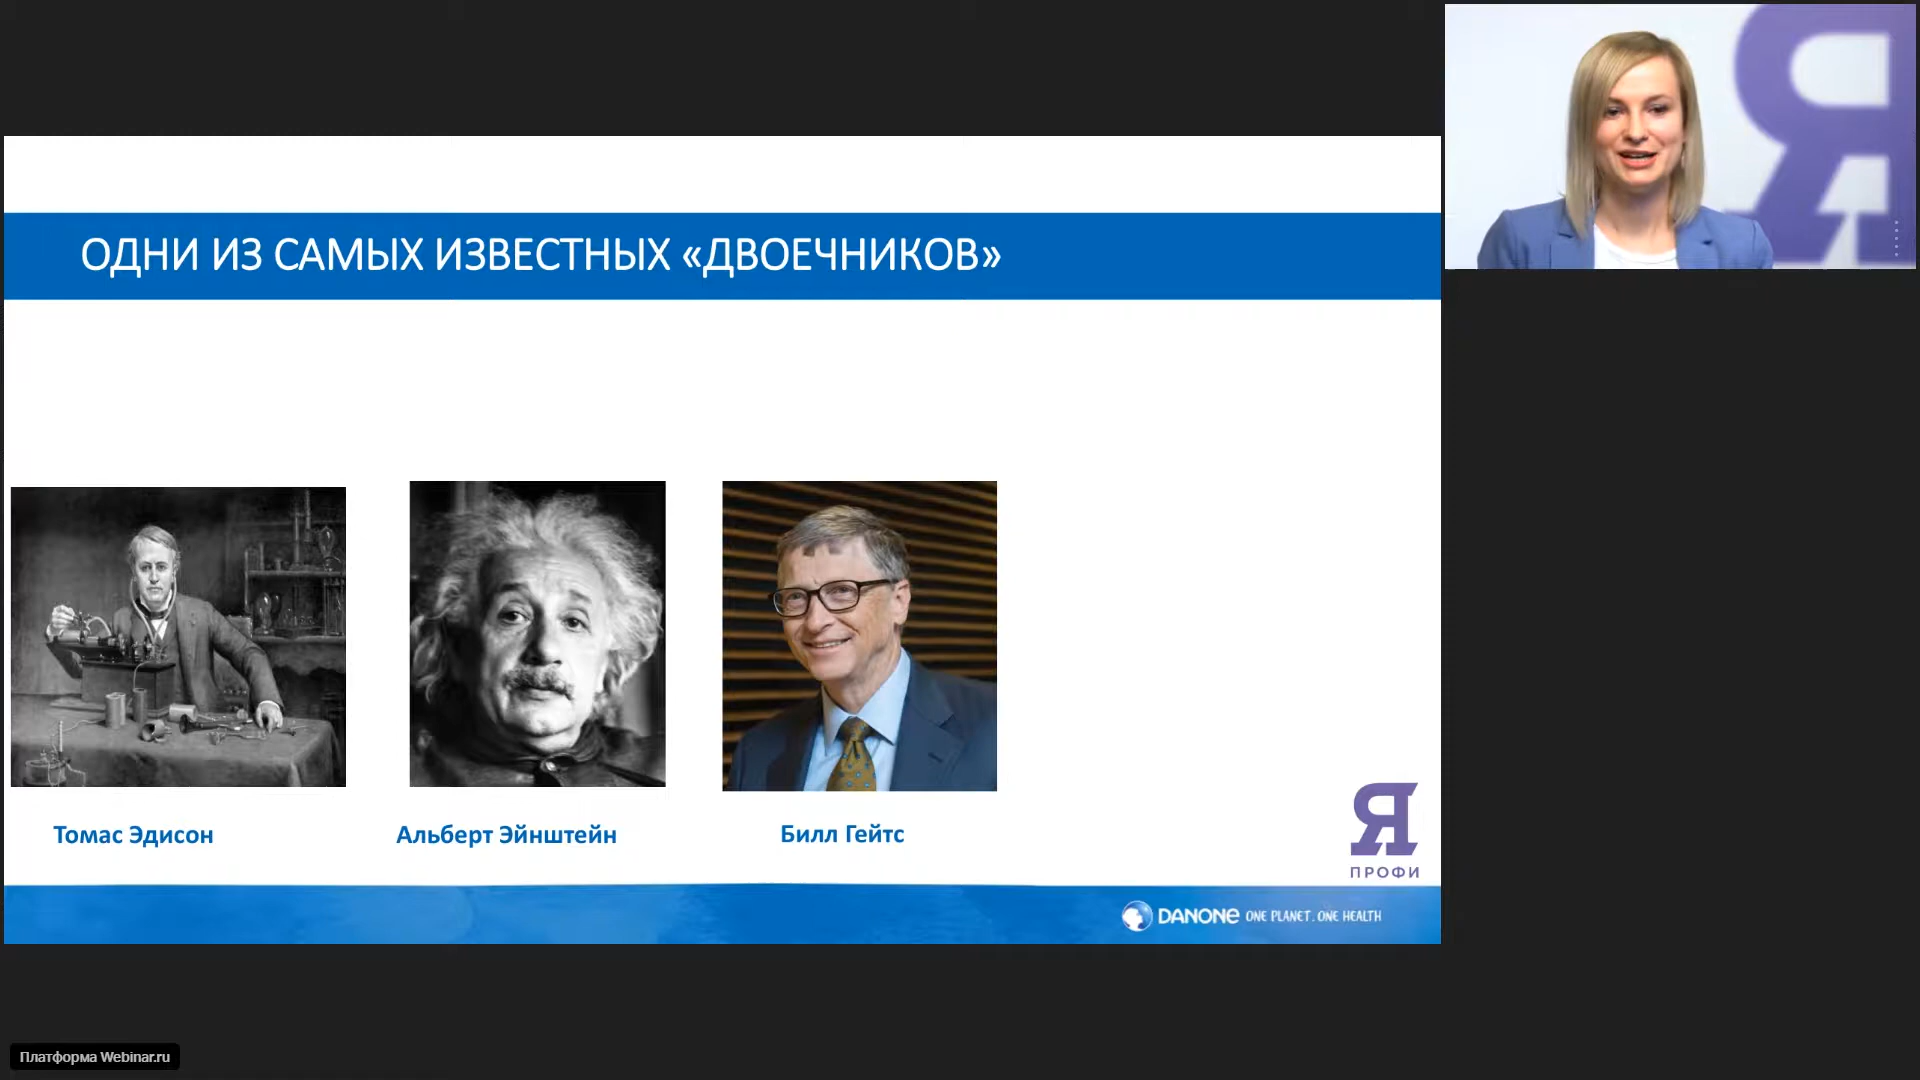 ОДНИ ИЗ САМЫХ ИЗВЕСТНЫХ «ДВОЕЧНИКОВ»
Томас Эдисон
Альберт Эйнштейн
Билл Гейтс
Я
ПРОФИ
DANONE ONE PLANET. ONE HEALTH
Я
Платформа Webinar.ru